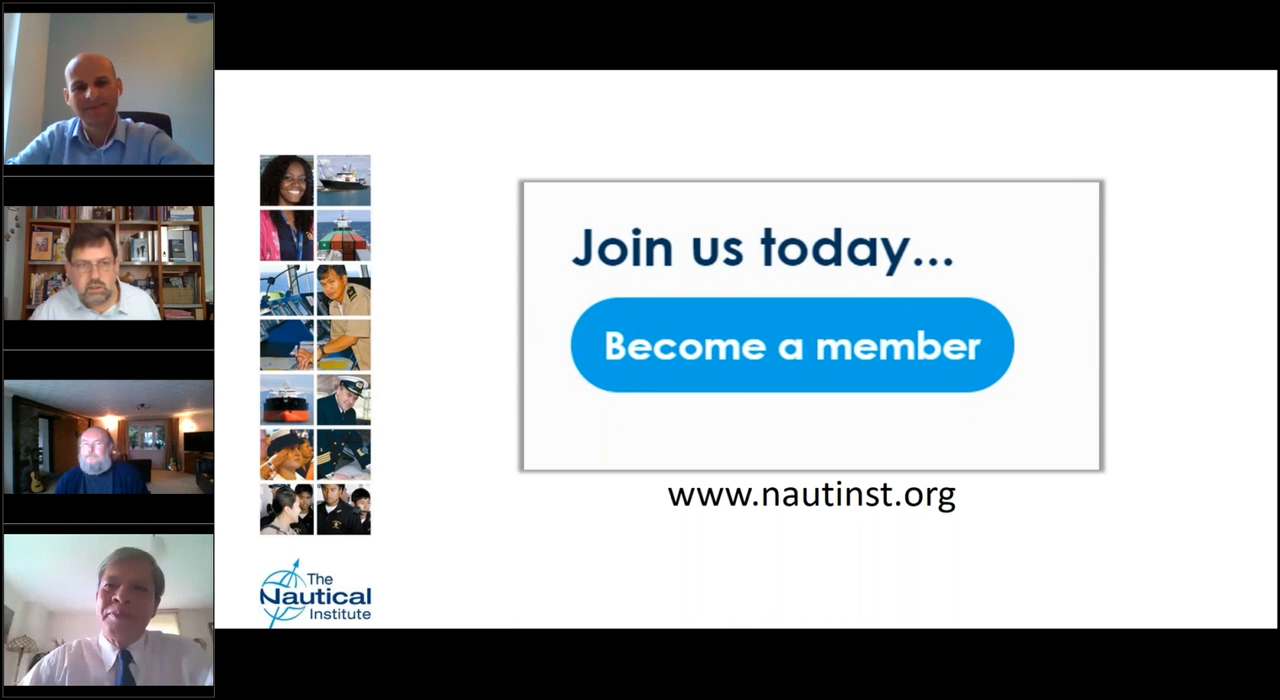 Join us today...
Become a member
www.nautinst.org
The
Nautical
Institute